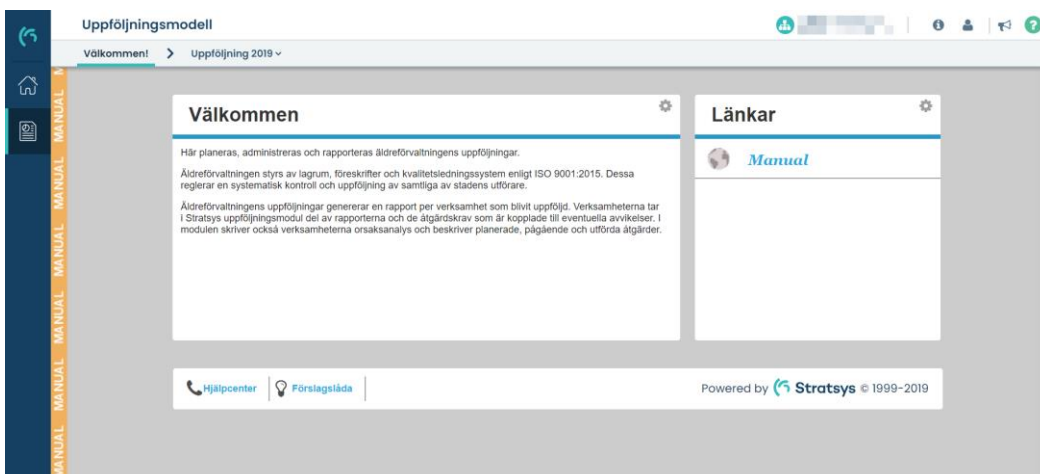 Uppföljningsmodell
Välkommen! Uppföljning 2019
MANUAL MANUAL MANUAL MANUAL MANUAL MANUAL
Välkommen
Här planeras, administreras och rapporteras äldreförvaltningens uppföljningar.
Äldreförvaltningen styrs av lagrum, föreskrifter och kvalitetsledningssystem enligt ISO 9001:2015. Dessa
reglerar en systematisk kontroll och uppföljning av samtliga av stadens utförare.
Äldreförvaltningens uppföljningar genererar en rapport per verksamhet som blivit uppföljd. Verksamheterna tar
i Stratsys uppföljningsmodul del av rapporterna och de åtgärdskrav som är kopplade till eventuella avvikelser. I
modulen skriver också verksamheterna orsaksanalys och beskriver planerade, pågående och utförda åtgärder.
Länkar
Manual
Hjälpcenter Förslagslåda
Powered by Stratsys © 1999-2019